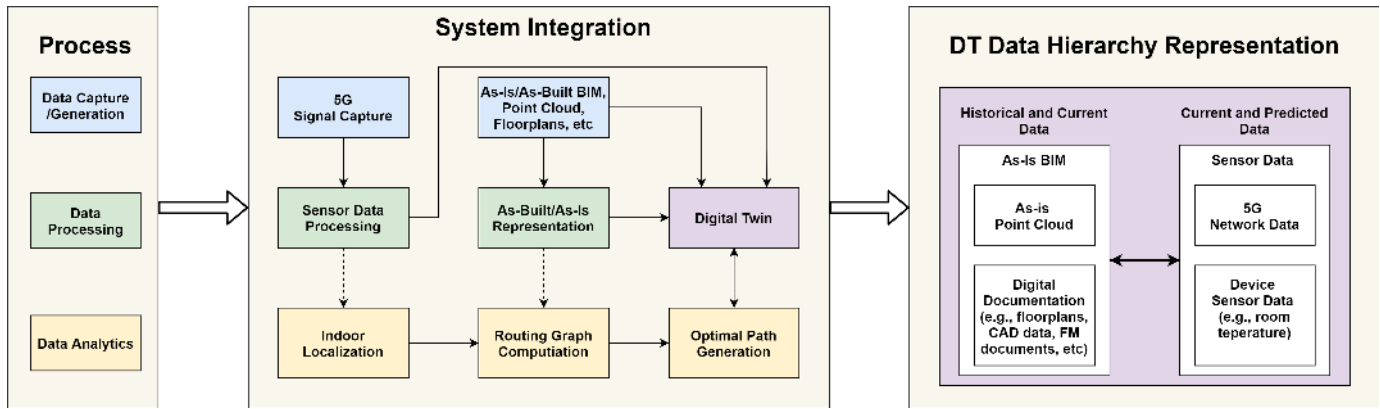 Process
Data Capture
/Generation
Data
Processing
Data Analytics
System Integration
5G
Signal Capture
As-Is/As-Built BIM,
Point Cloud,
Floorplans, etc
Sensor Data
Processing
As-Built/As-Is
Representation
Digital Twin
Indoor
Localization
Routing Graph
Computiation
Optimal Path
Generation
DT Data Hierarchy Representation
Historical and Current
Data
As-Is BIM
As-is
Point Cloud
Digital
Documentation
(e.g., floorplans,
CAD data, FM
documents, etc)
Current and Predicted
Data
Sensor Data
5G
Network Data
Device
Sensor Data
(e.g., room
teperature)